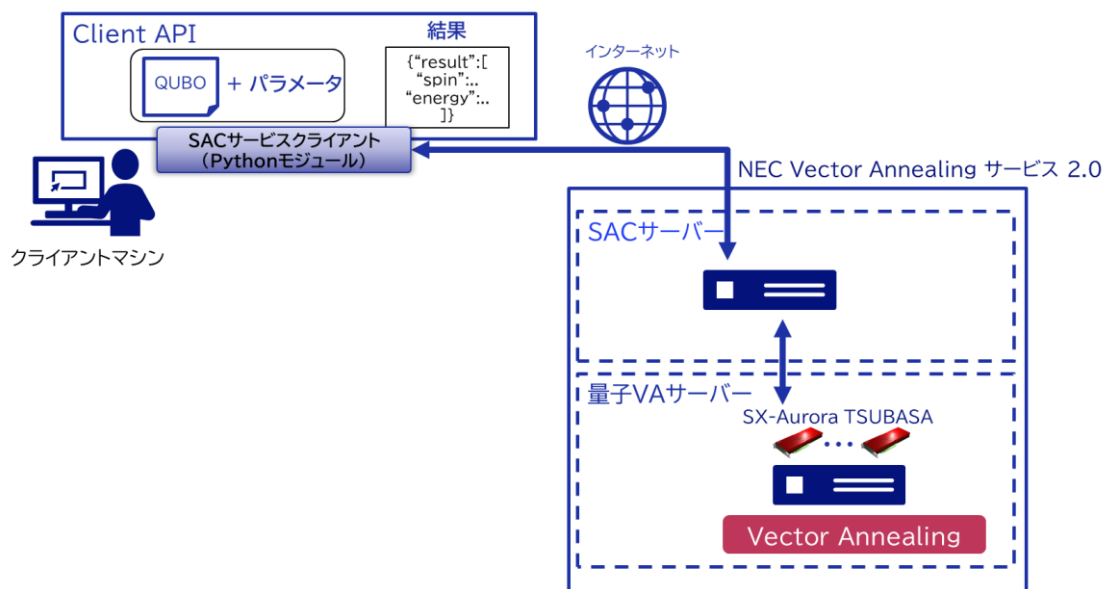 Client API
QUBO
+ パラメータ
結果
{“result”:[
“spin”:..
“energy”:..
]}
SACサービスクライアント
（Pythonモジュール）
クライアントマシン
インターネット
NEC Vector Annealing サービス 2.0
SACサーバー
量子VAサーバー
SX-Aurora TSUBASA
...
Vector Annealing